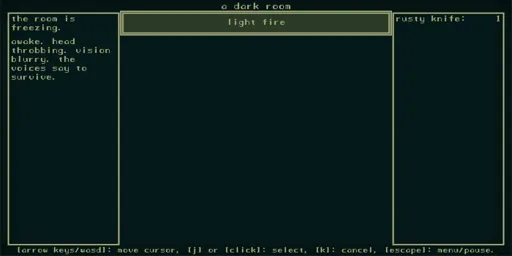 a dark room
the room is
freezing.
awake. head
throbbing. vision
blurry. the
voices say to
survive.
light fire
rusty knife: 1
[arrow keys/wasd]: move cursor, [j] or [click]: select, [k]: cancel, [escape]: menu/pause.